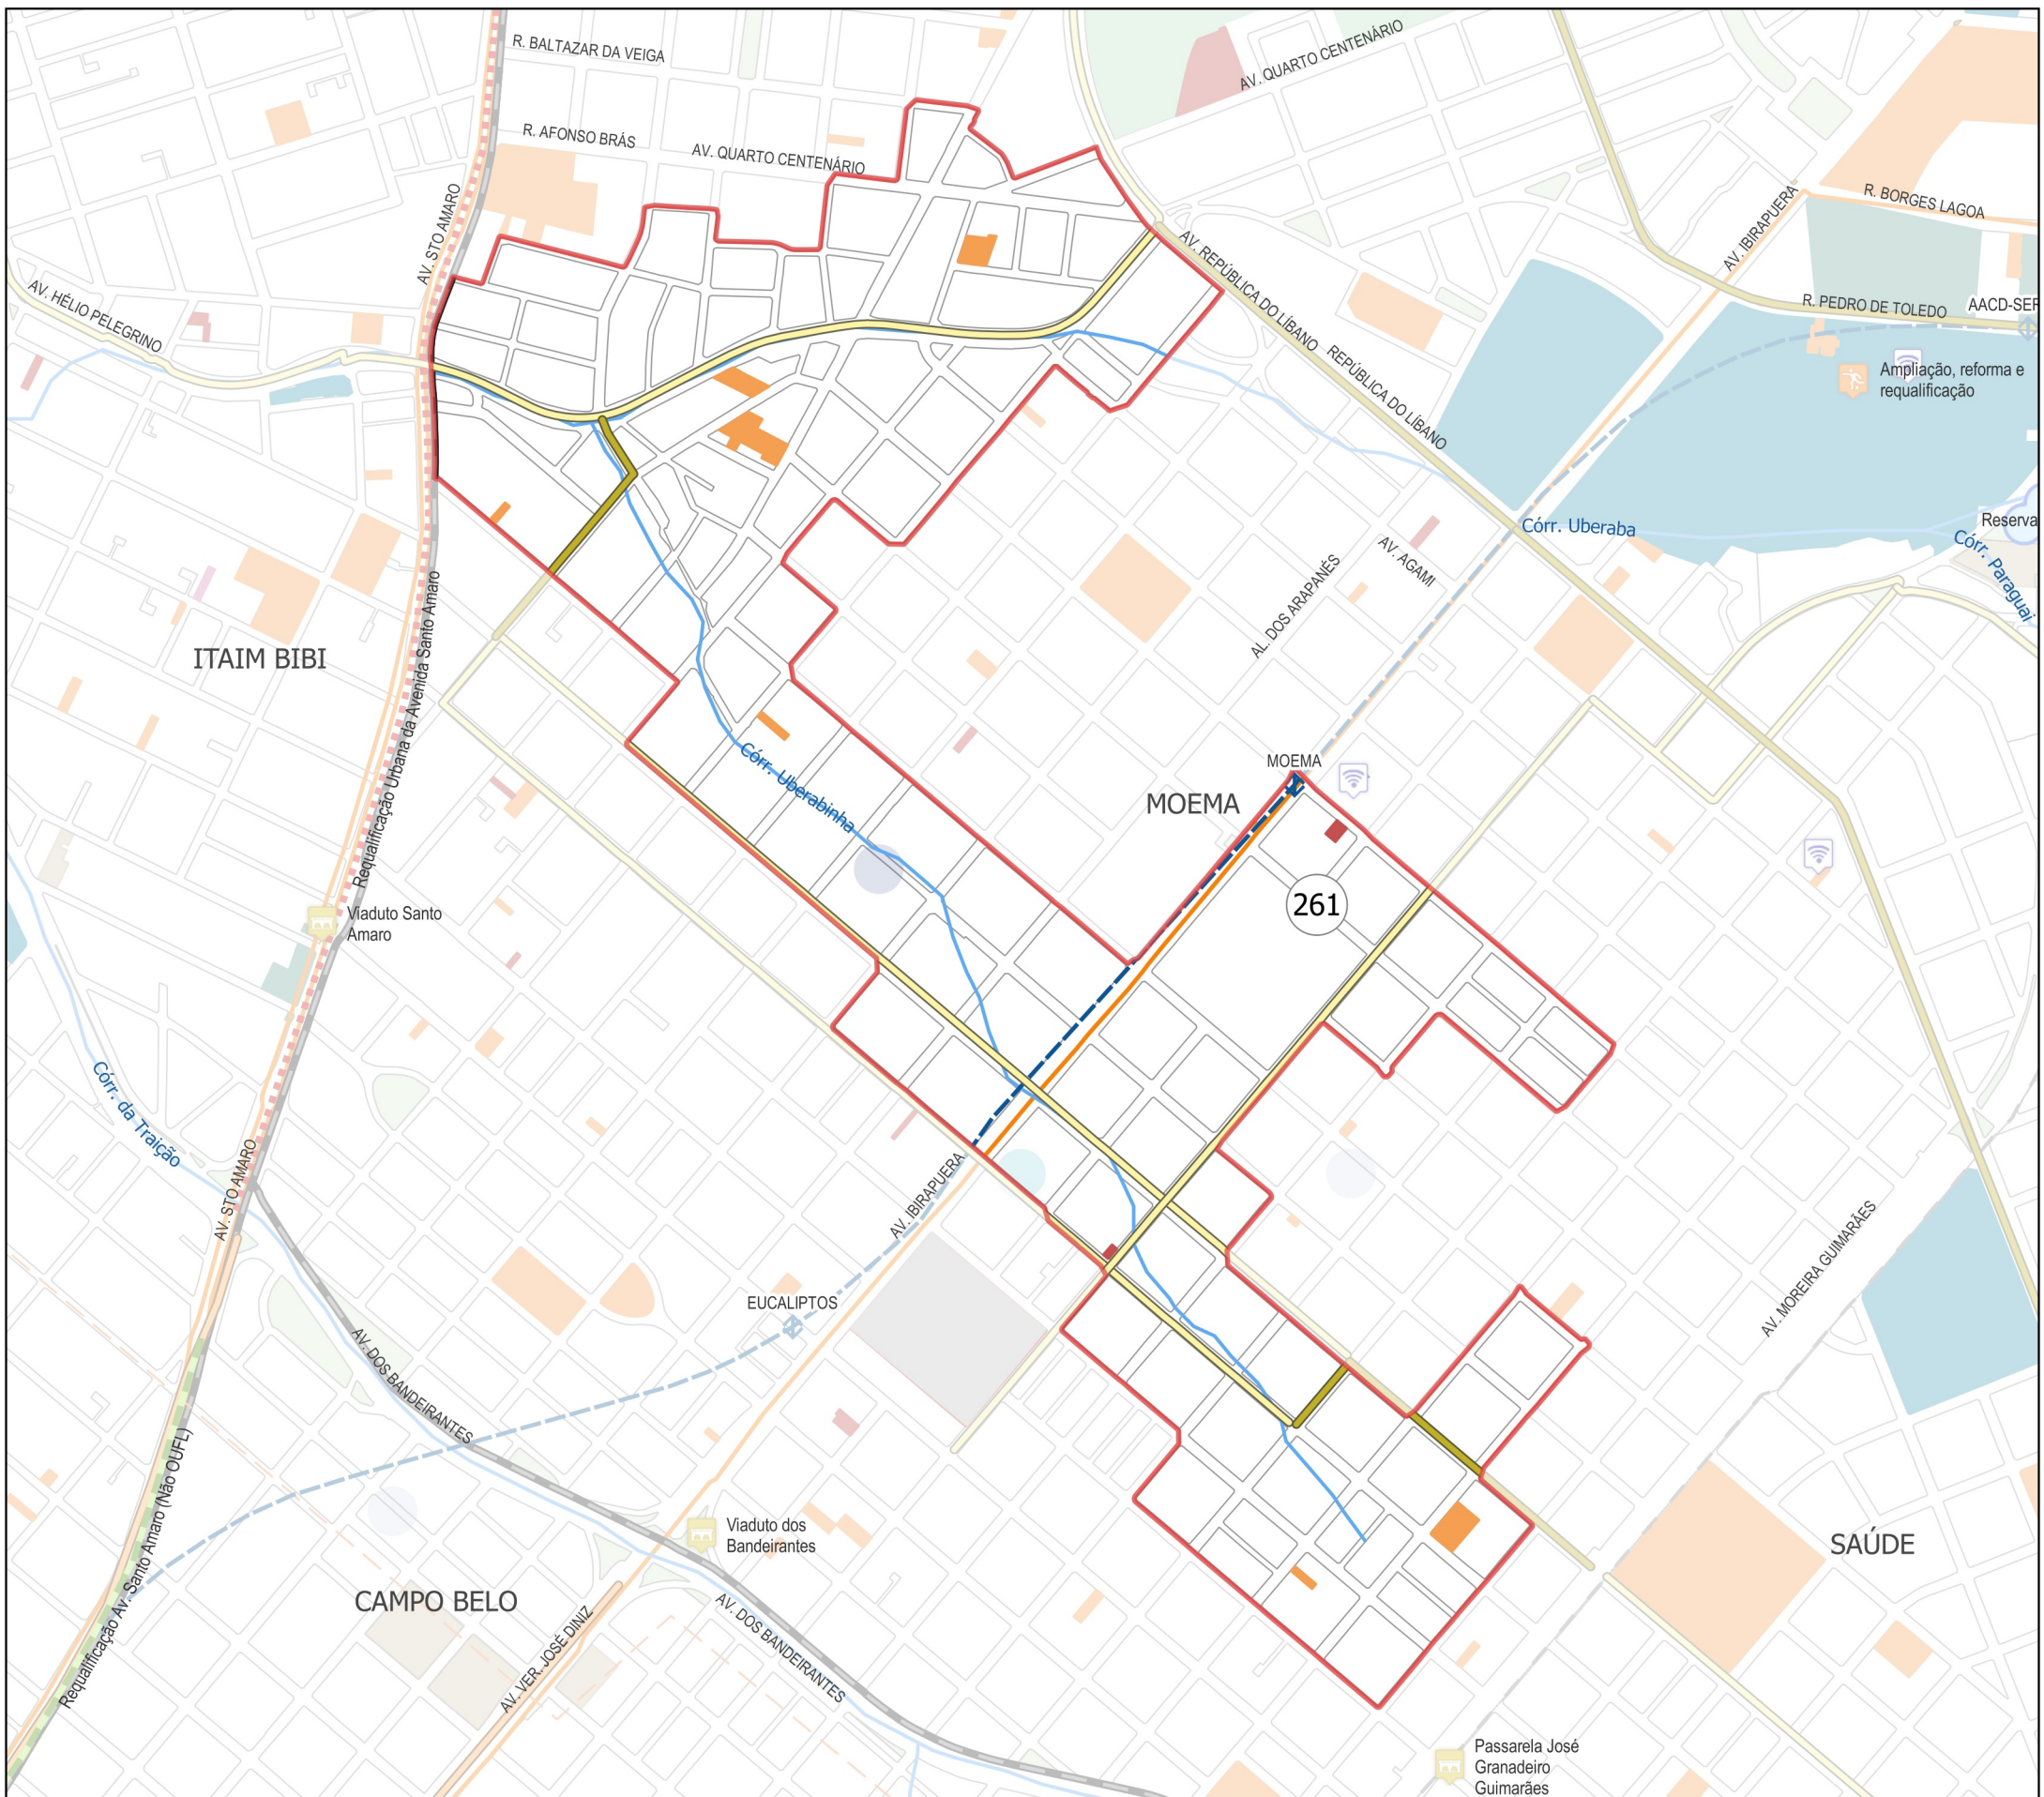 R. BALTAZAR DA VEIGA
AV. QUARTO CENTENÁRIO
R. AFONSO BRÁS
AV. QUARTO CENTENÁRIO
AV. STO AMARO
R. BORGES LAGOA
AV. IBIRAPUERA
AV. REPÚBLICA DO LÍBANO
AV. HÉLIO PELEGRINO
R. PEDRO DE TOLEDO
AACD-SER
REPÚBLICA DO LÍBANO
Ampliação, reforma e
requalificação
Reserva
Córr. Uberaba
Córr. Paraguai
AV. AGAMI
AL. DOS ARAPANÉS
ITAIM BIBI
Requalificação Urbana da Avenida Santo Amaro
MOEMA
MOEMA
Córr. Uberabinha
261
Viaduto Santo
Amaro
Córr. da Traição
AV. STO AMARO
AV. IBIRAPUERA
AV. MOREIRA GUIMARÃES
EUCALIPTOS
AV. DOS BANDEIRANTES
Requalificação Av. Santo Amaro (Não OUFL)
Viaduto dos
Bandeirantes
SAÚDE
CAMPO BELO
AV. VER. JOSÉ DINIZ
AV. DOS BANDEIRANTES
Passarela José
Granadeiro
Guimarães